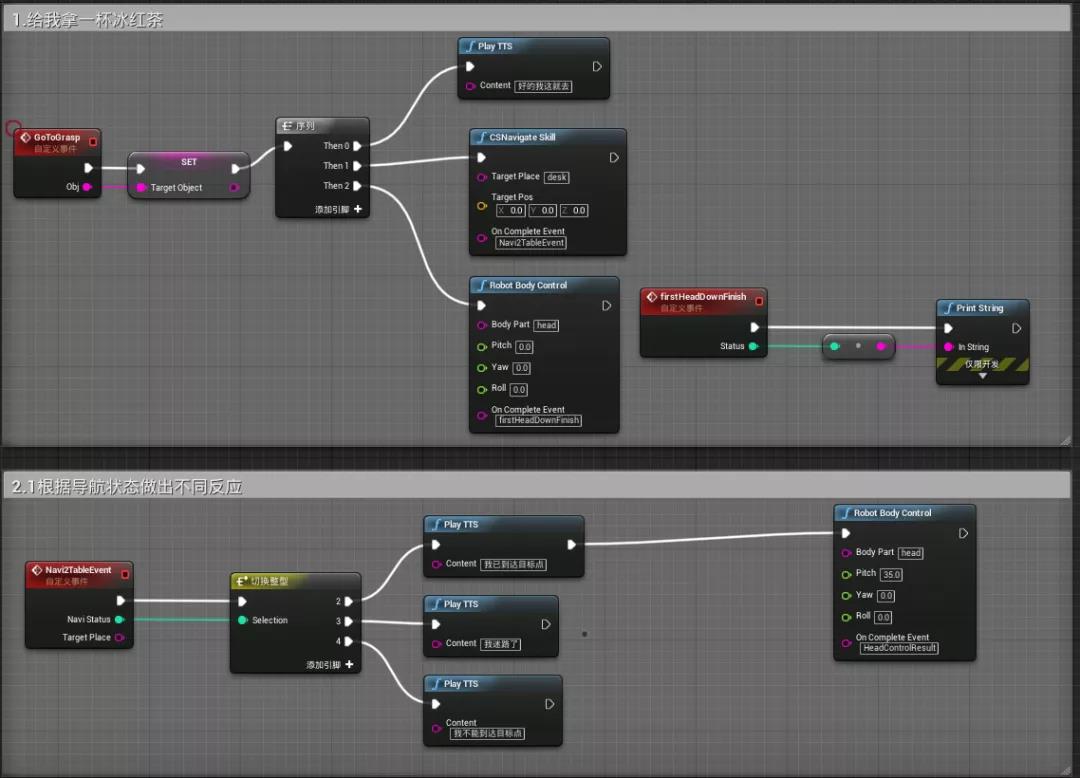 1.给我拿一杯冰红茶
Play TTS
Content 好的我这就去
GoToGrasp
自定义事件
Obj
SET
Target Object
序列
Then 0
Then 1
Then 2
添加引脚
CSNavigate Skill
Target Place desk
Target Pos
X 0.0 Y 0.0 Z 0.0
On Complete Event
Navi2TableEvent
Robot Body Control
Body Part head
Pitch 0.0
Yaw 0.0
Roll 0.0
On Complete Event
firstHeadDownFinish
firstHeadDownFinish
自定义事件
Status
Print String
In String
仅限开发
2.1根据导航状态做出不同反应
Navi2TableEvent
自定义事件
Navi Status
Target Place
切换整型
Selection
2
3
4
添加引脚
Play TTS
Content 我已到达目标点
Play TTS
Content 我迷路了
Play TTS
Content
我不能到达目标点
Robot Body Control
Body Part head
Pitch 35.0
Yaw 0.0
Roll 0.0
On Complete Event
HeadControlResult